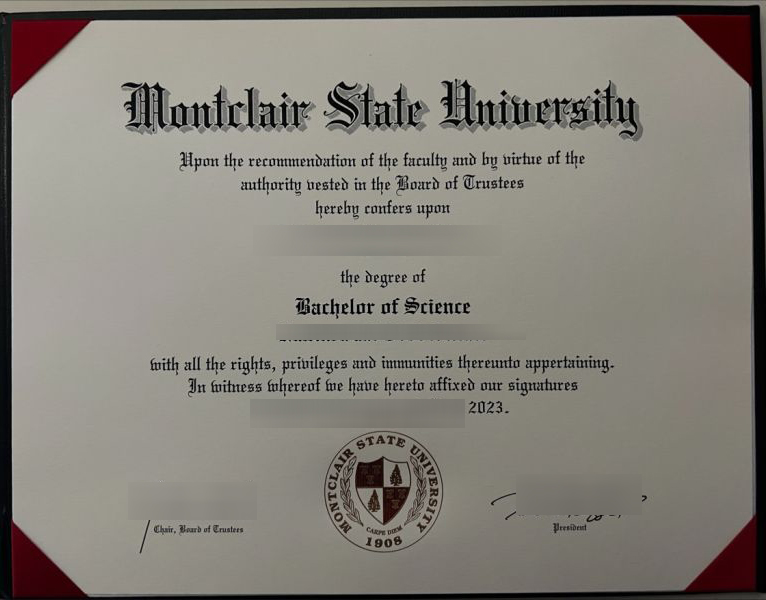 Montclair State University
Upon the recommendation of the faculty and by virtue of the
authority vested in the Board of Trustees
hereby confers upon
the degree of
Bachelor of Science
with all the rights, privileges and immunities thereunto appertaining.
In witness whereof we have hereto affixed our signatures
2023.
MONTCLAIR STATE UNIVERSITY
CARPE DIEM
1908
Chair, Board of Trustees
President